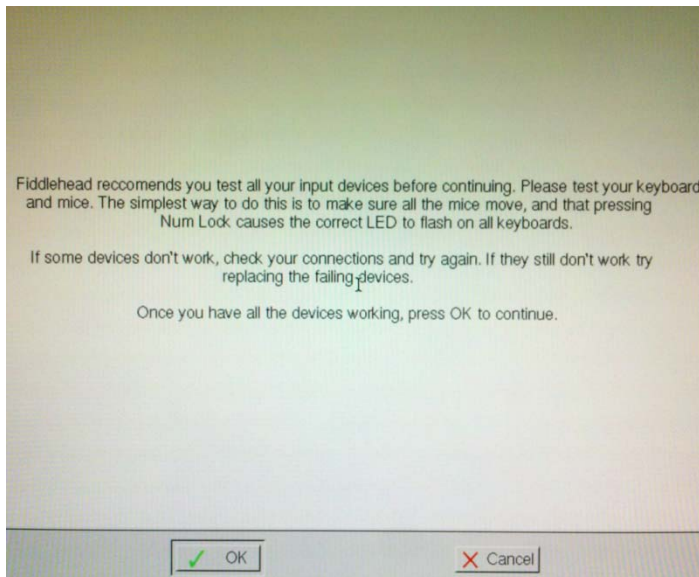 Fiddlehead reccomends you test all your input devices before continuing. Please test your keyboard
and mice. The simplest way to do this is to make sure all the mice move, and that pressing
Num Lock causes the correct LED to flash on all keyboards.
If some devices don't work, check your connections and try again. If they still don't work try
replacing the failing devices.
Once you have all the devices working, press OK to continue.
OK
Cancel